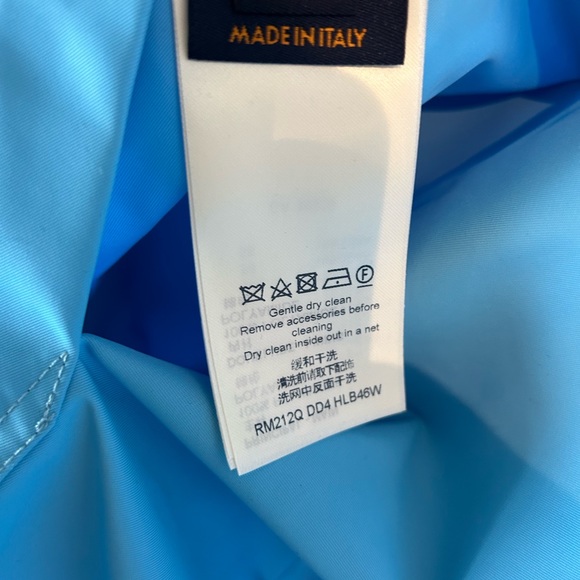 MADE IN ITALY
Gentle dry clean
Remove accessories before
cleaning
Dry clean inside out in a net
缓和干洗
清洗前请取下配饰
洗网中反面干洗
RM212Q DD4 HLB46W